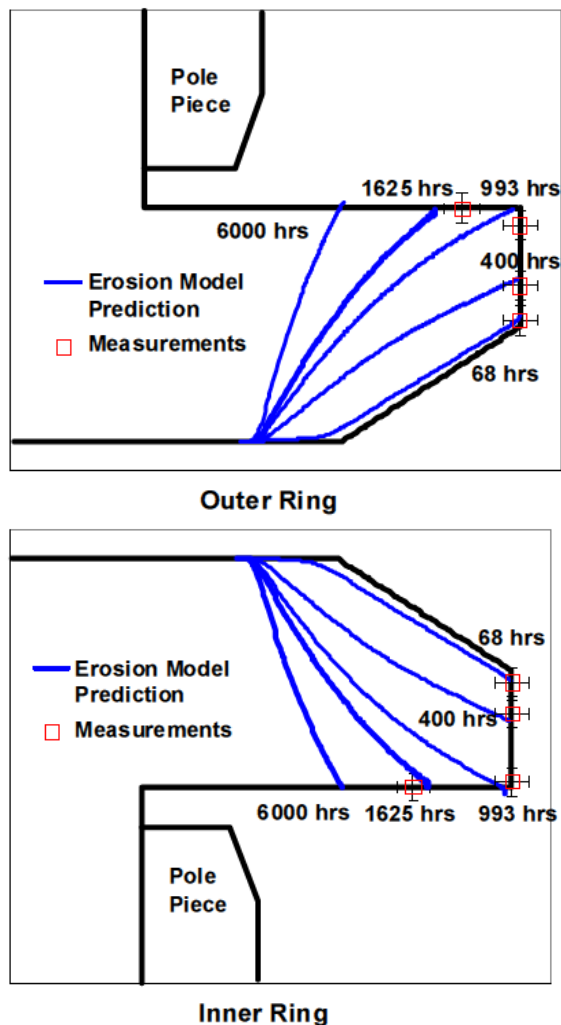 Pole
Piece
1625 hrs
993 hrs
6000 hrs
400 hrs
Erosion Model
Prediction
Measurements
68 hrs
Outer Ring
68 hrs
Erosion Model
Prediction
400 hrs
Measurements
6000 hrs
1625 hrs
993 hrs
Pole
Piece
Inner Ring